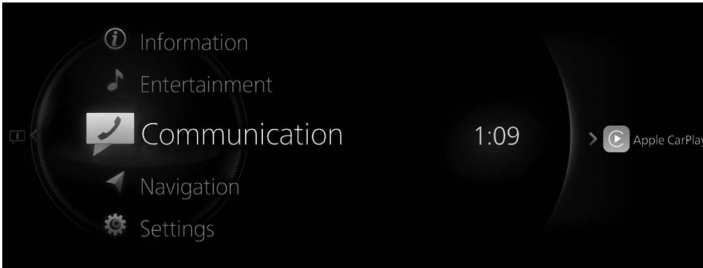 Information
Entertainment
Communication
1:09
Apple CarPlay
Navigation
Settings